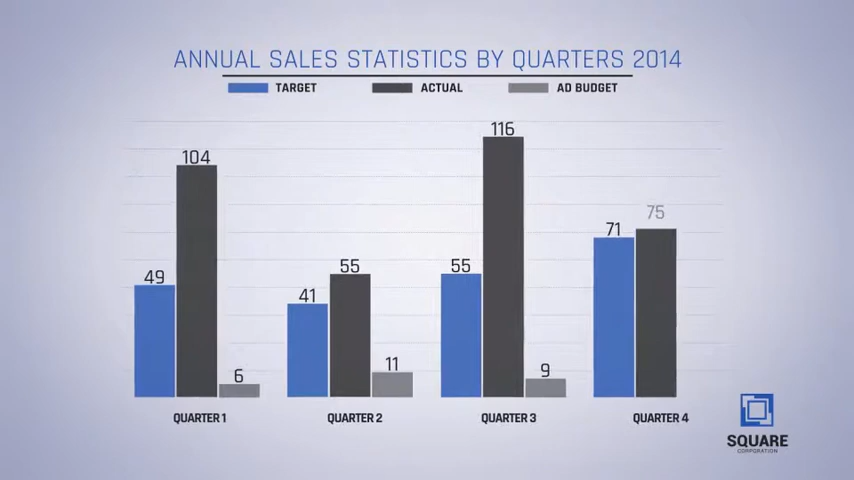 ANNUAL SALES STATISTICS BY QUARTERS 2014
TARGET ACTUAL AD BUDGET
116
104
75
71
55
55
49
41
11
9
6
QUARTER 1 QUARTER 2 QUARTER 3 QUARTER 4
SQUARE
CORPORATION